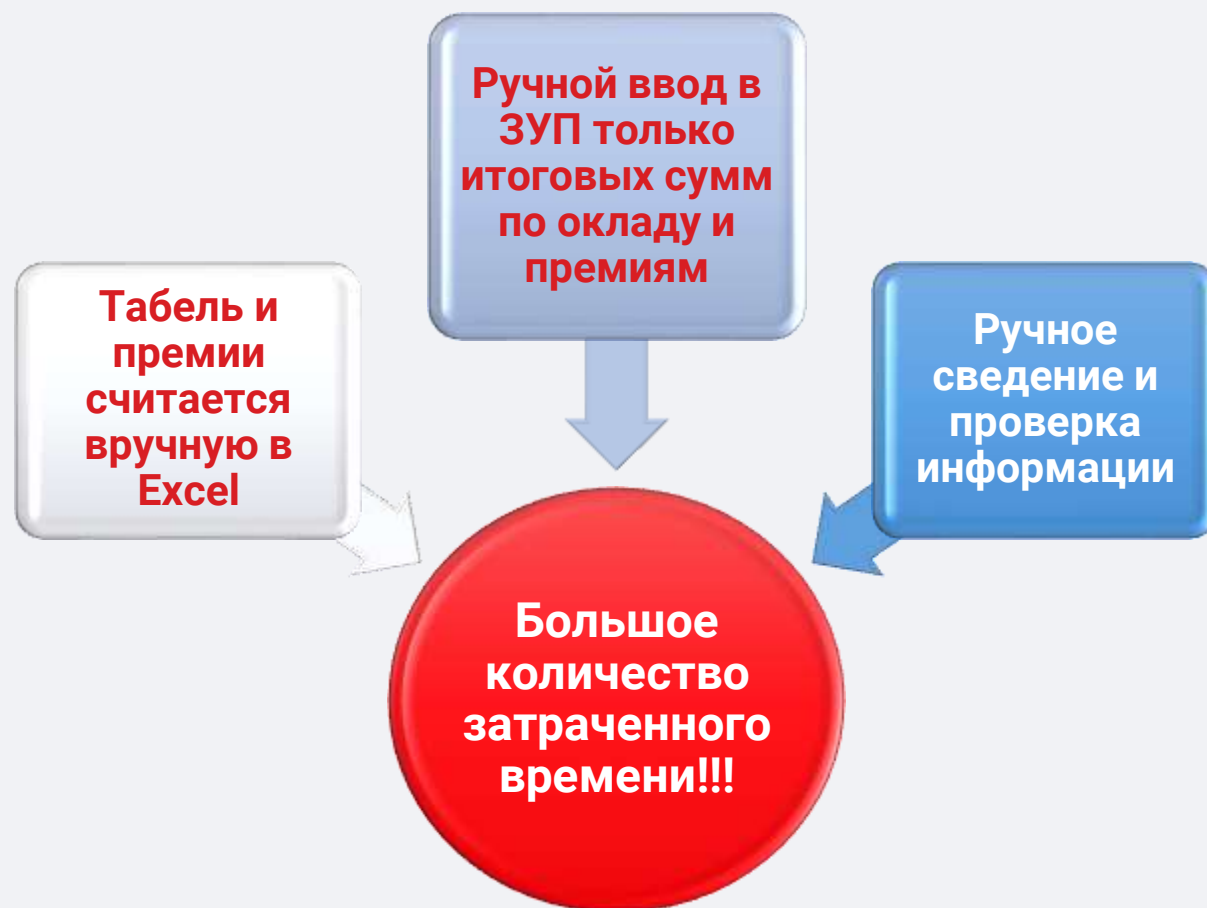 Ручной ввод в
ЗУП только
итоговых сумм
по окладу и
премиям
Табель и
премии
считается
вручную в
Excel
Ручное
сведение и
проверка
информации
Большое
количество
затраченного
времени!!!